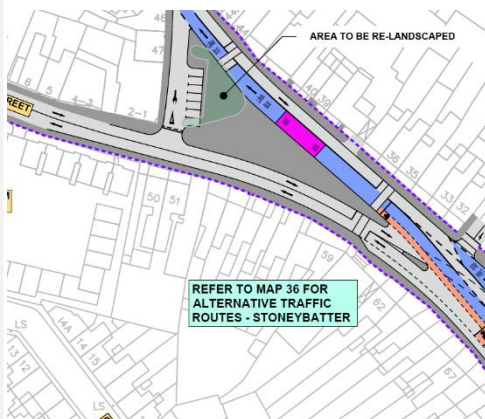 AREA TO BE RE-LANDSCAPED
48
47
40
39
6
5
4-3
2-1
REET
36
35
33
32
50
51
59
REFER TO MAP 36 FOR
ALTERNATIVE TRAFFIC
ROUTES - STONEYBATTER
62
67
LS
14A
14
15
13
12
LS